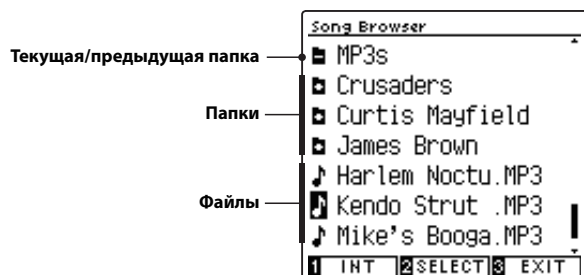 Song Browser
Текущая/предыдущая папка
MP3s
Crusaders
Папки
Curtis Mayfield
James Brown
Harlem Noctu.MP3
Файлы
Kendo Strut .MP3
Mike's Booga.MP3
1 INT 2 SELECT 3 EXIT